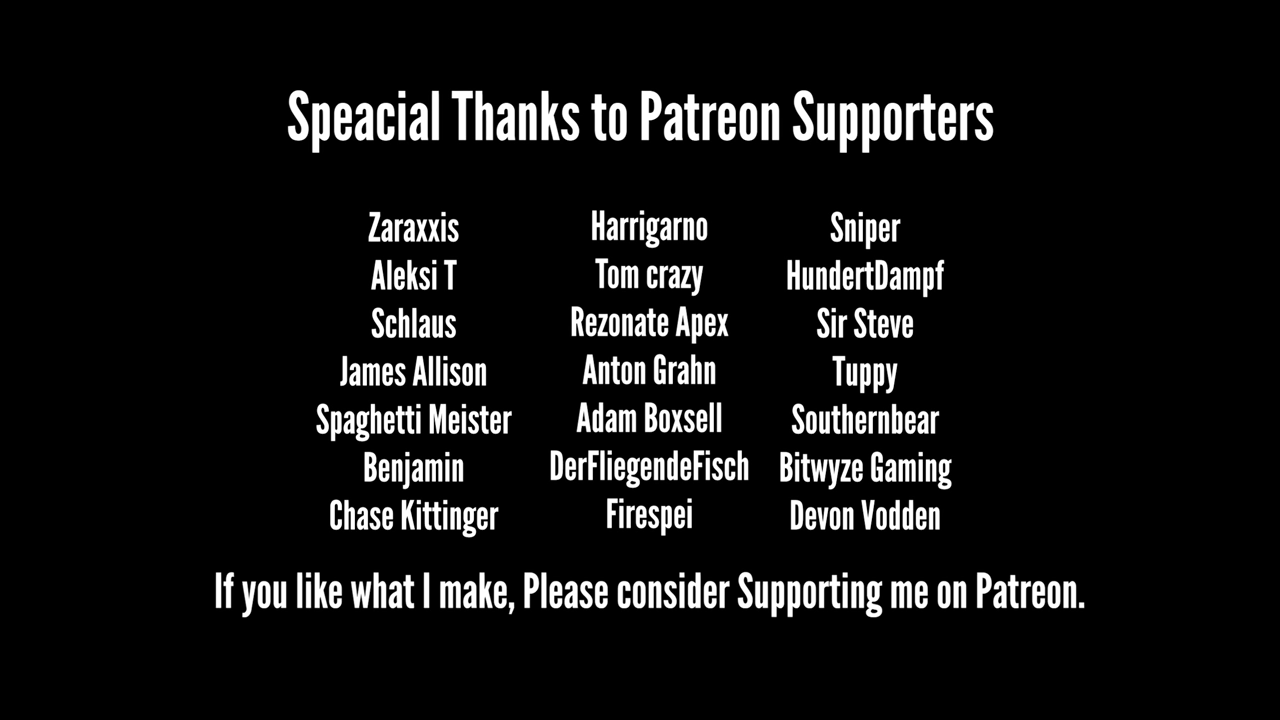 Speacial Thanks to Patreon Supporters
Zaraxxis
Aleksi T
Schlaus
James Allison
Spaghetti Meister
Benjamin
Chase Kittinger
Harrigarno
Tom crazy
Rezonate Apex
Anton Grahn
Adam Boxsell
DerFliegendeFisch
Firespei
Sniper
HundertDampf
Sir Steve
Tuppy
Southernbear
Bitwyze Gaming
Devon Vodden
If you like what I make, Please consider Supporting me on Patreon.